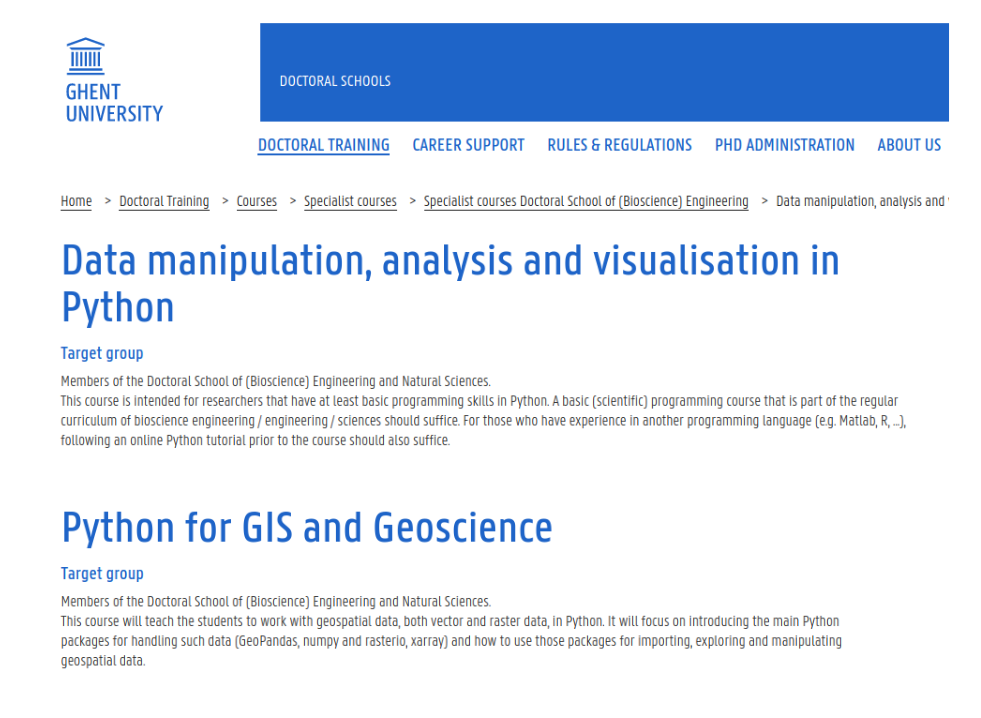 GHENT
UNIVERSITY
DOCTORAL SCHOOLS
DOCTORAL TRAINING CAREER SUPPORT RULES & REGULATIONS PHD ADMINISTRATION ABOUT US
Home > Doctoral Training > Courses > Specialist courses > Specialist courses Doctoral School of (Bioscience) Engineering > Data manipulation, analysis and
Data manipulation, analysis and visualisation in
Python
Target group
Members of the Doctoral School of (Bioscience) Engineering and Natural Sciences.
This course is intended for researchers that have at least basic programming skills in Python. A basic (scientific) programming course that is part of the regular
curriculum of bioscience engineering / engineering / sciences should suffice. For those who have experience in another programming language (e.g. Matlab, R, ...),
following an online Python tutorial prior to the course should also suffice.
Python for GIS and Geoscience
Target group
Members of the Doctoral School of (Bioscience) Engineering and Natural Sciences.
This course will teach the students to work with geospatial data, both vector and raster data, in Python. It will focus on introducing the main Python
packages for handling such data (GeoPandas, numpy and rasterio, xarray) and how to use those packages for importing, exploring and manipulating
geospatial data.